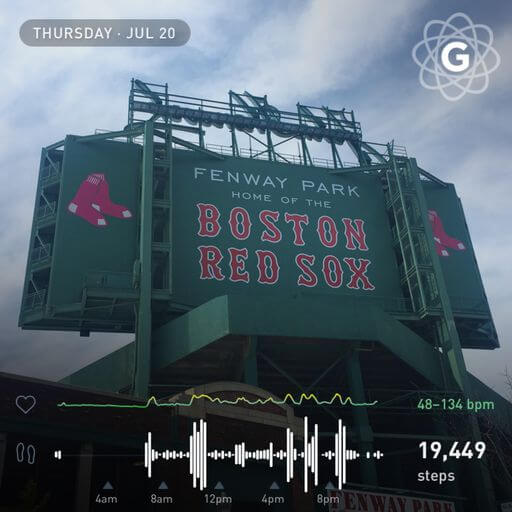 THURSDAY · JUL 20
G
FENWAY PARK
HOME OF THE
BOSTON
RED SOX
48–134 bpm
19,449
steps
4am 8am 12pm 4pm 8pm
FENWAY PARK